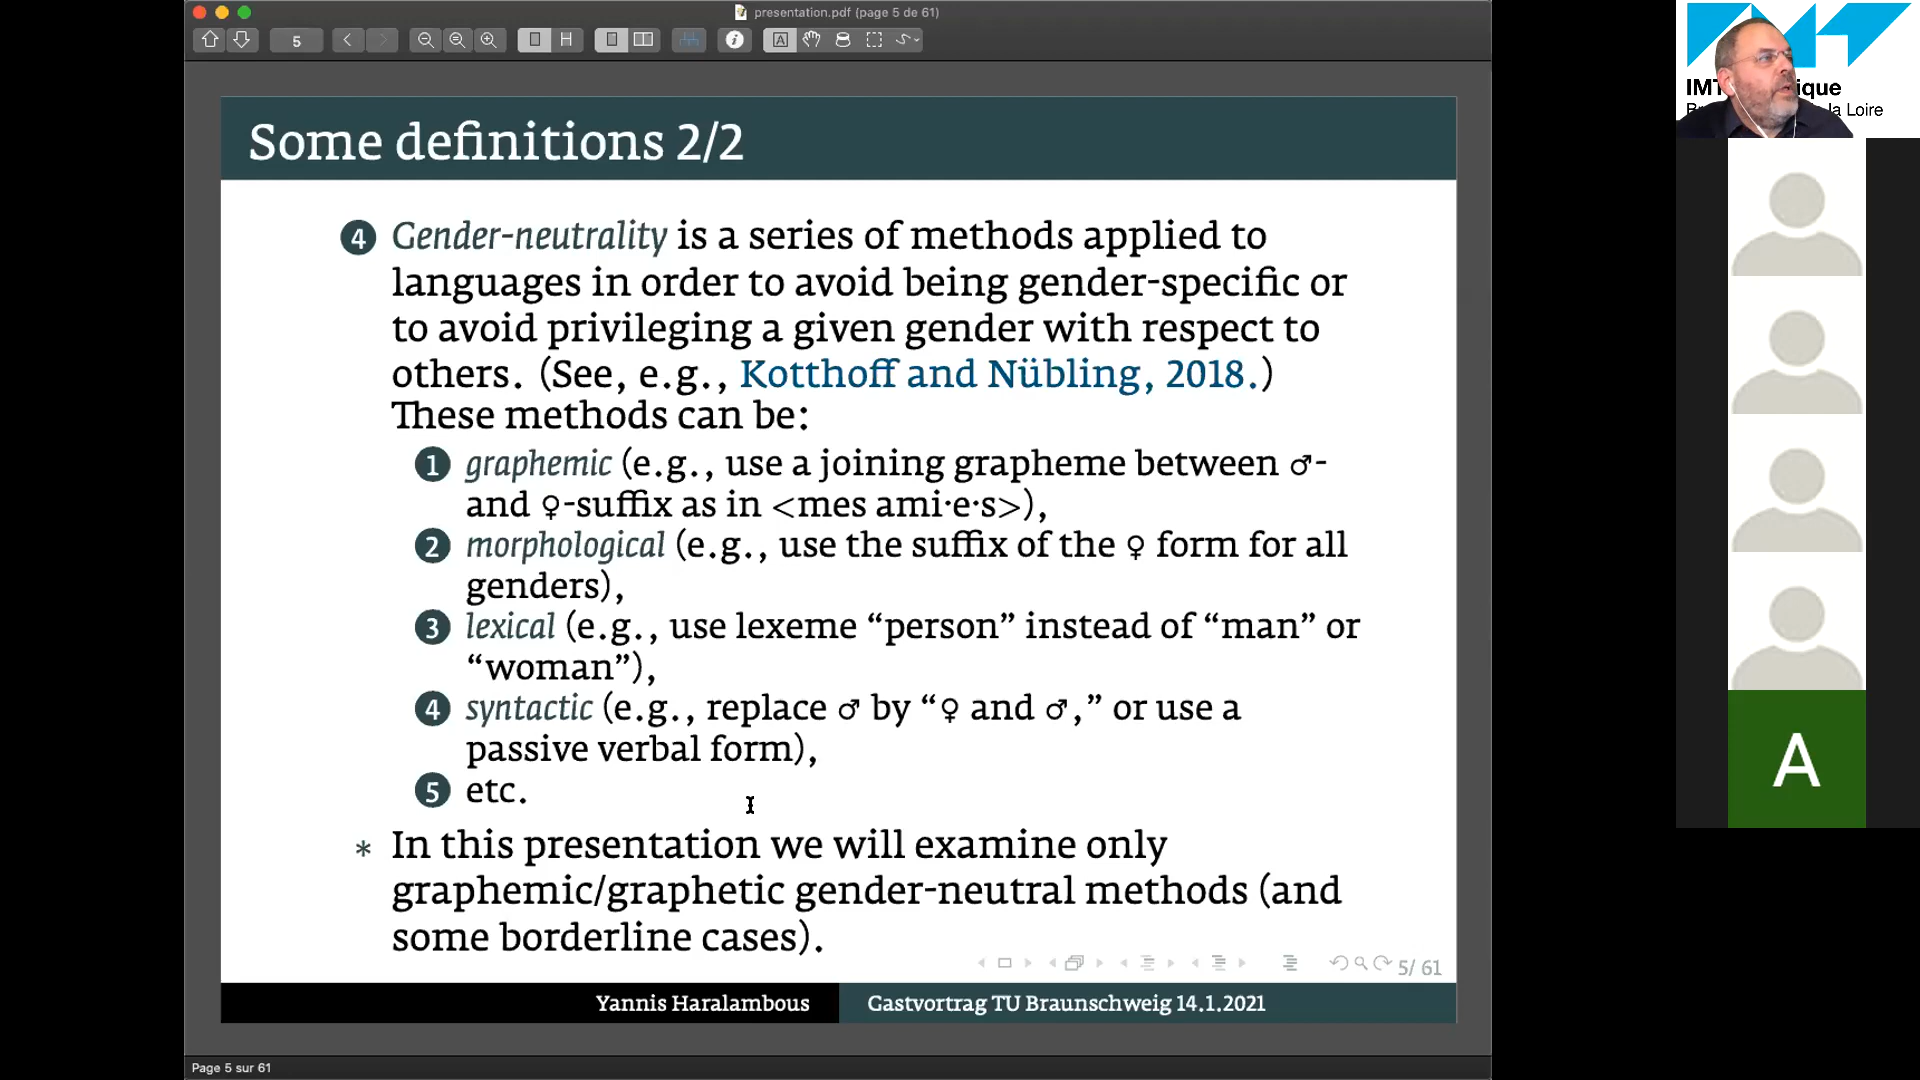 presentation.pdf (page 5 de 61)
5
Some definitions 2/2
4 Gender-neutrality is a series of methods applied to
languages in order to avoid being gender-specific or
to avoid privileging a given gender with respect to
others. (See, e.g., Kotthoff and Nübling, 2018.)
These methods can be:
1 graphemic (e.g., use a joining grapheme between ♂-
and ♀-suffix as in <mes ami·e·s>),
2 morphological (e.g., use the suffix of the ♀ form for all
genders),
3 lexical (e.g., use lexeme “person” instead of “man” or
“woman”),
4 syntactic (e.g., replace ♂ by “♀ and ♂,” or use a
passive verbal form),
5 etc.
* In this presentation we will examine only
graphemic/graphetic gender-neutral methods (and
some borderline cases).
5/ 61
Yannis Haralambous Gastvortrag TU Braunschweig 14.1.2021
Page 5 sur 61
la Loire
A